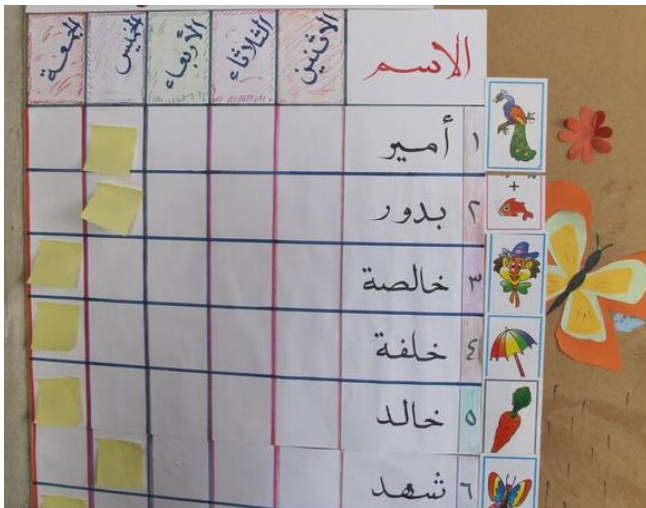 الاسم الاثنين الثلاثاء الأربعاء الخميس الجمعة
١ أمير
٢ بدور
+
٣ خالصة
٤ خلفة
٥ خالد
٦ شهد